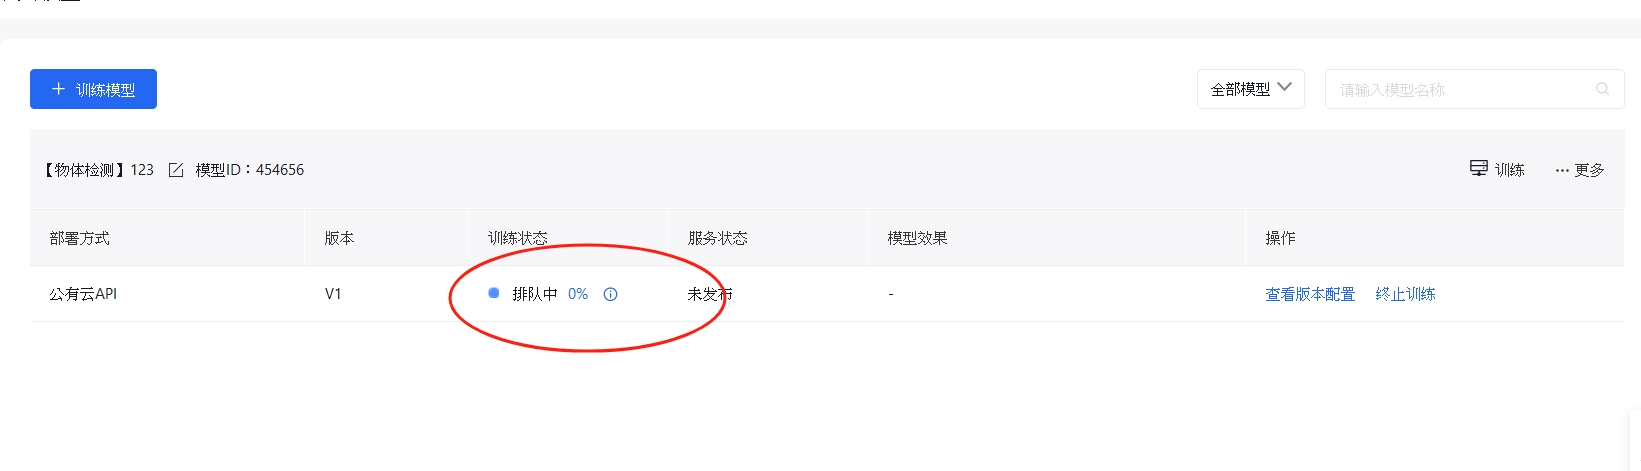 + 训练模型
全部模型
请输入模型名称
【物体检测】123 模型ID：454656
训练 ··· 更多
部署方式 版本 训练状态 服务状态 模型效果 操作
公有云API V1 排队中 0% 未发布 - 查看版本配置 终止训练